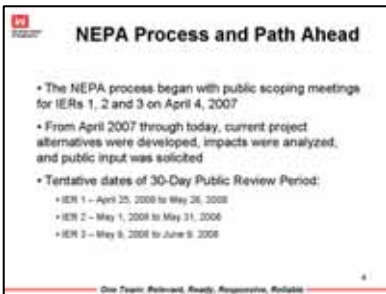 NEPA Process and Path Ahead
• The NEPA process began with public scoping meetings
for IERs 1, 2 and 3 on April 4, 2007
• From April 2007 through today, current project
alternatives were developed, impacts were analyzed,
and public input was solicited
• Tentative dates of 30-Day Public Review Period:
• IER 1 – April 25, 2008 to May 26, 2008
• IER 2 – May 1, 2008 to May 31, 2008
• IER 3 – May 9, 2008 to June 9, 2008
One Team: Relevant, Ready, Responsive, Reliable